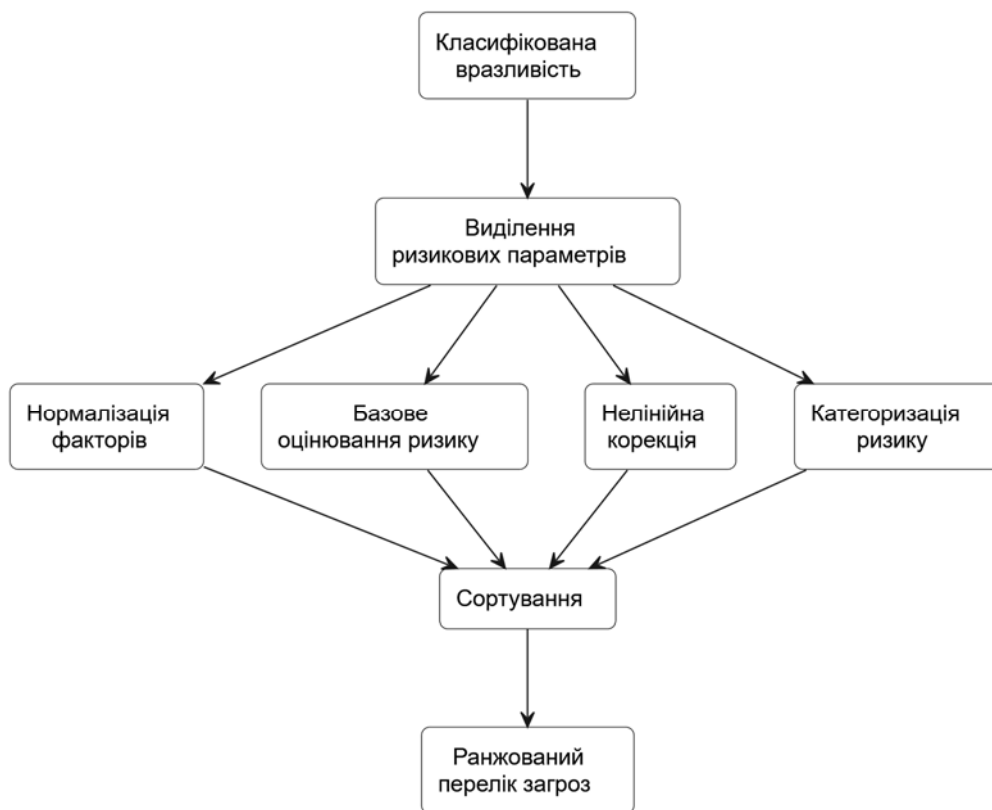 Класифікована
вразливість
Виділення
ризикових параметрів
Нормалізація
факторів
Базове
оцінювання ризику
Нелінійна
корекція
Категоризація
ризику
Сортування
Ранжований
перелік загроз